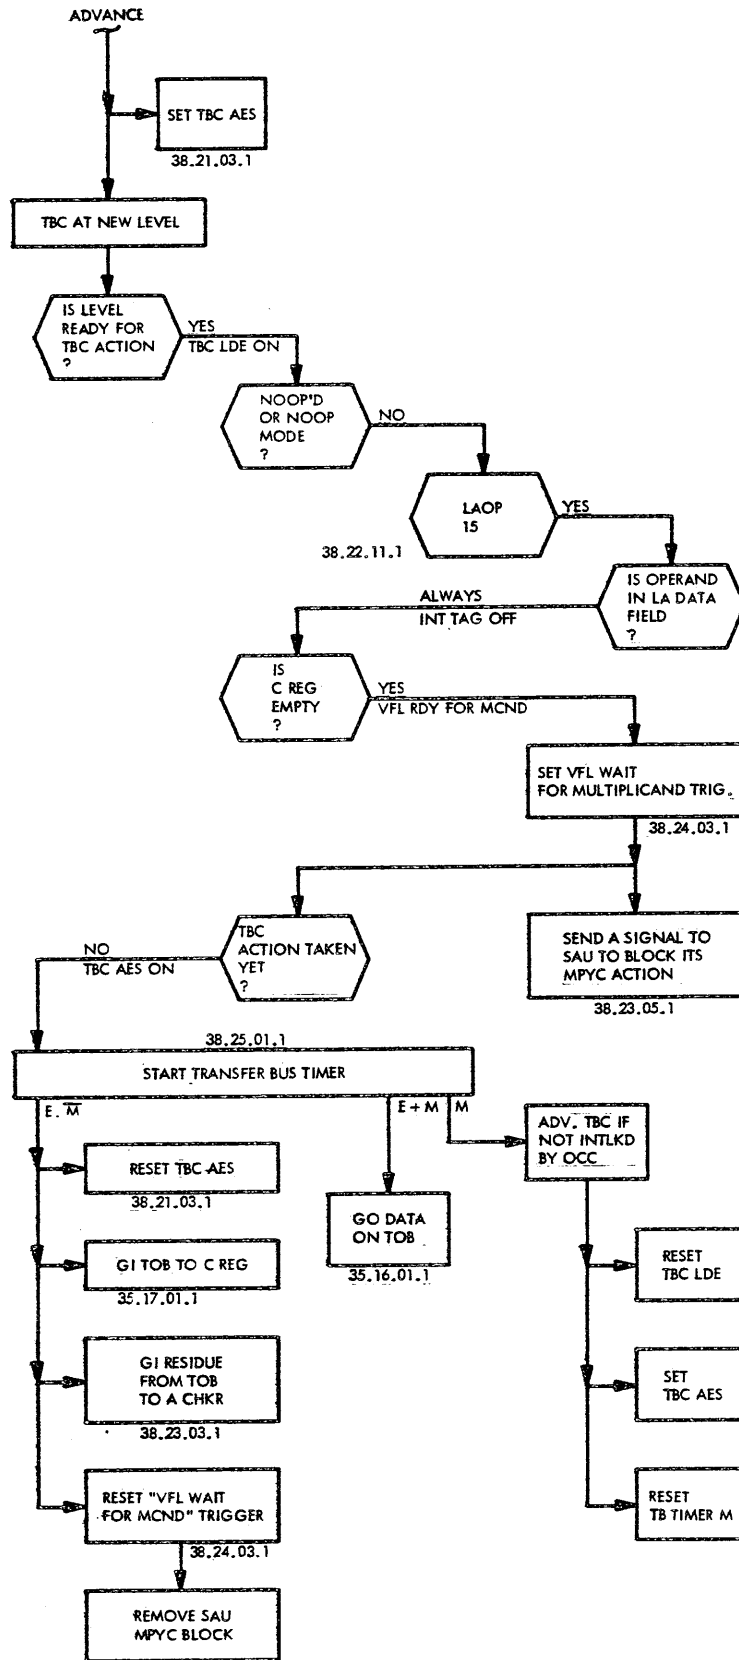 ADVANCE
SET TBC AES
38.21.03.1
TBC AT NEW LEVEL
IS LEVEL
READY FOR
TBC ACTION
?
YES
TBC LDE ON
NOOP'D
OR NOOP
MODE
?
NO
LAOP
15
YES
38.22.11.1
IS OPERAND
IN LA DATA
FIELD
?
ALWAYS
INT TAG OFF
IS
C REG
EMPTY
?
YES
VFL RDY FOR MCND
SET VFL WAIT
FOR MULTIPLICAND TRIG.
38.24.03.1
TBC
ACTION TAKEN
YET
?
NO
TBC AES ON
SEND A SIGNAL TO
SAU TO BLOCK ITS
MPYC ACTION
38.23.05.1
38.25.01.1
START TRANSFER BUS TIMER
E. M̅
E+M
M
ADV. TBC IF
NOT INTLKD
BY OCC
RESET TBC AES
38.21.03.1
GO DATA
ON TOB
35.16.01.1
GI TOB TO C REG
35.17.01.1
RESET
TBC LDE
GI RESIDUE
FROM TOB
TO A CHKR
38.23.03.1
SET
TBC AES
RESET "VFL WAIT
FOR MCND" TRIGGER
38.24.03.1
RESET
TB TIMER M
REMOVE SAU
MPYC BLOCK